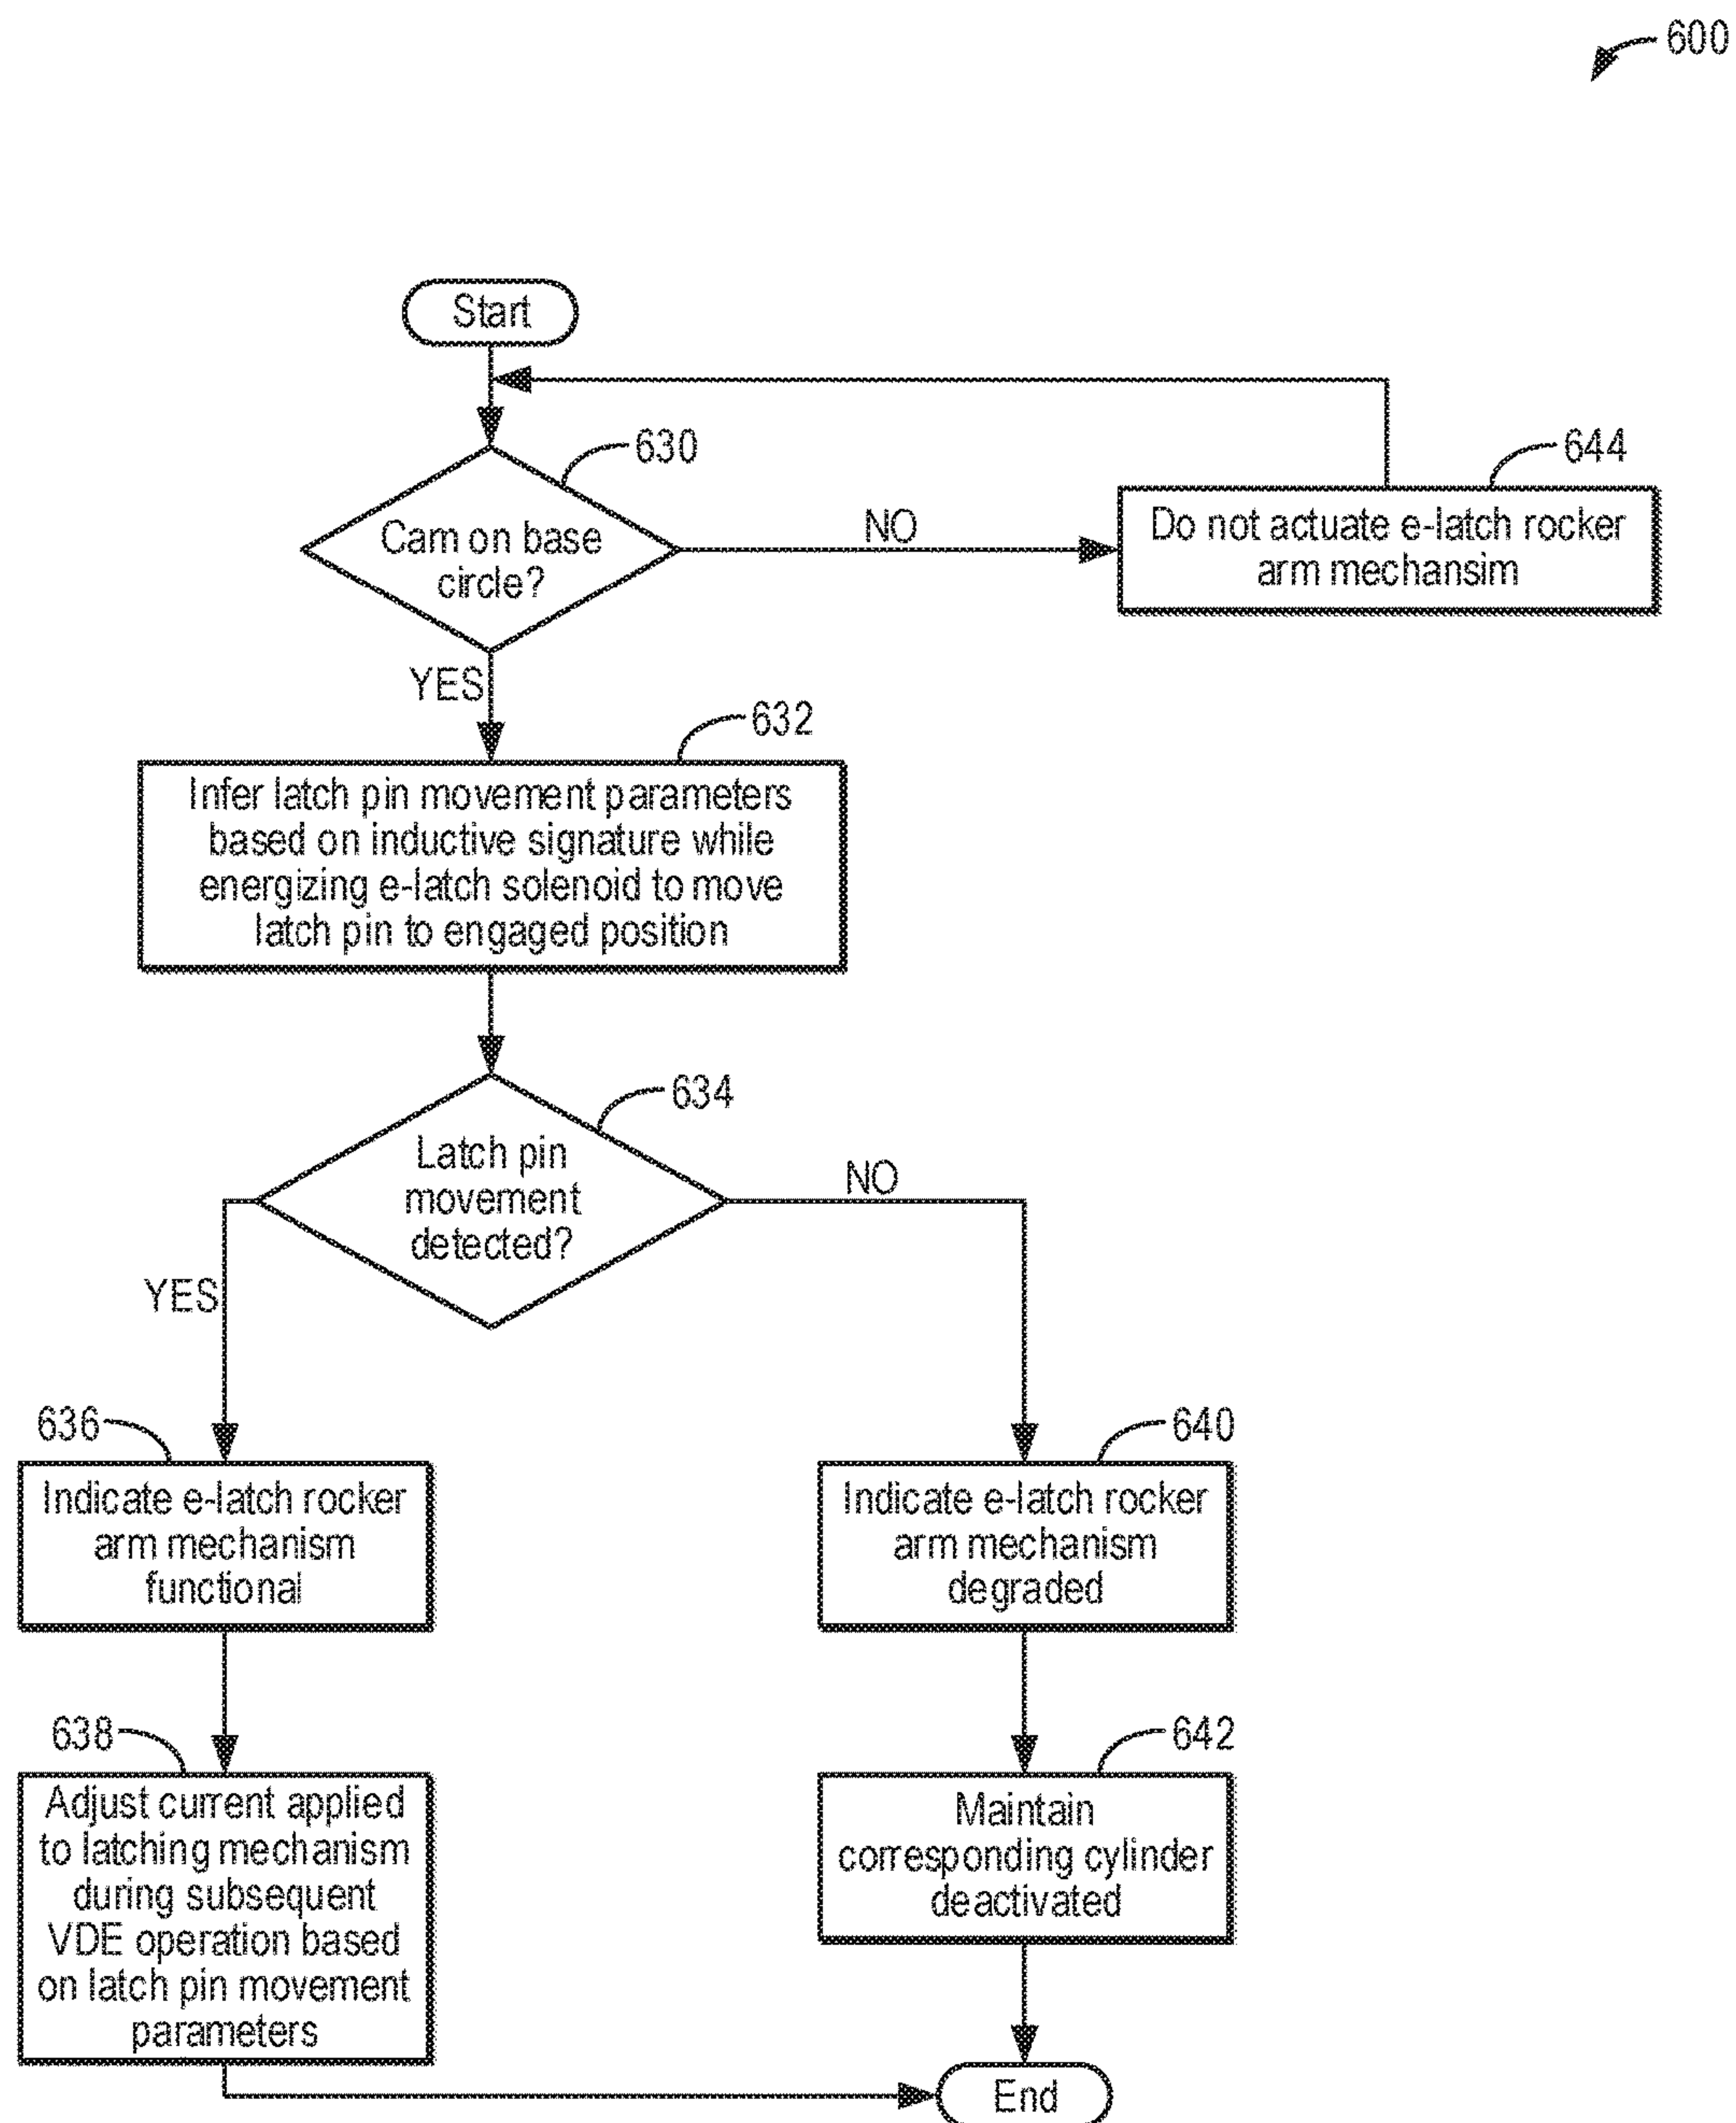 600
Start
630
Cam on base
circle?
NO
644
Do not actuate e-latch rocker
arm mechansim
YES
632
Infer latch pin movement parameters
based on inductive signature while
energizing e-latch solenoid to move
latch pin to engaged position
634
Latch pin
movement
detected?
NO
YES
636
Indicate e-latch rocker
arm mechanism
functional
640
Indicate e-latch rocker
arm mechanism
degraded
638
Adjust current applied
to latching mechanism
during subsequent
VDE operation based
on latch pin movement
parameters
642
Maintain
corresponding cylinder
deactivated
End